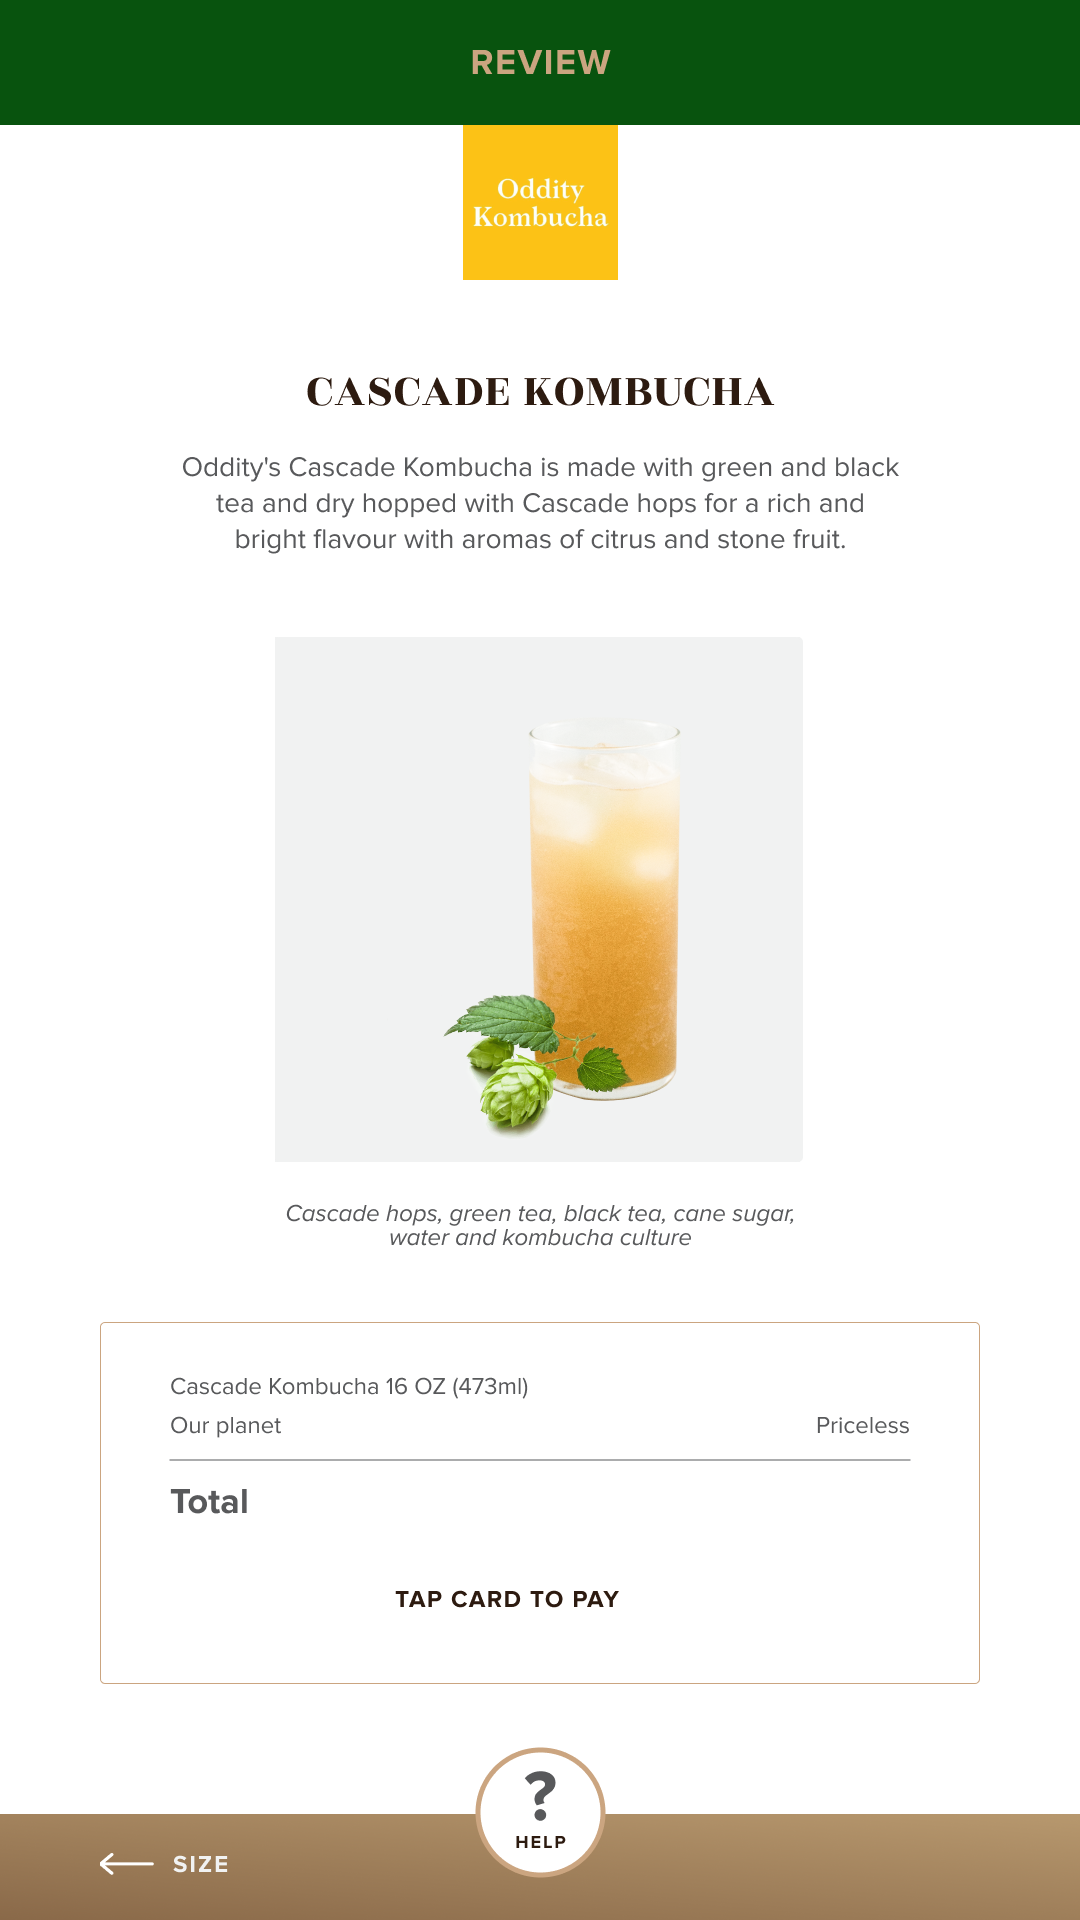 REVIEW
Oddity
Kombucha
CASCADE KOMBUCHA
Oddity's Cascade Kombucha is made with green and black
tea and dry hopped with Cascade hops for a rich and
bright flavour with aromas of citrus and stone fruit.
Cascade hops, green tea, black tea, cane sugar,
water and kombucha culture
Cascade Kombucha 16 OZ (473ml)
Our planet Priceless
Total
TAP CARD TO PAY
?
HELP
SIZE